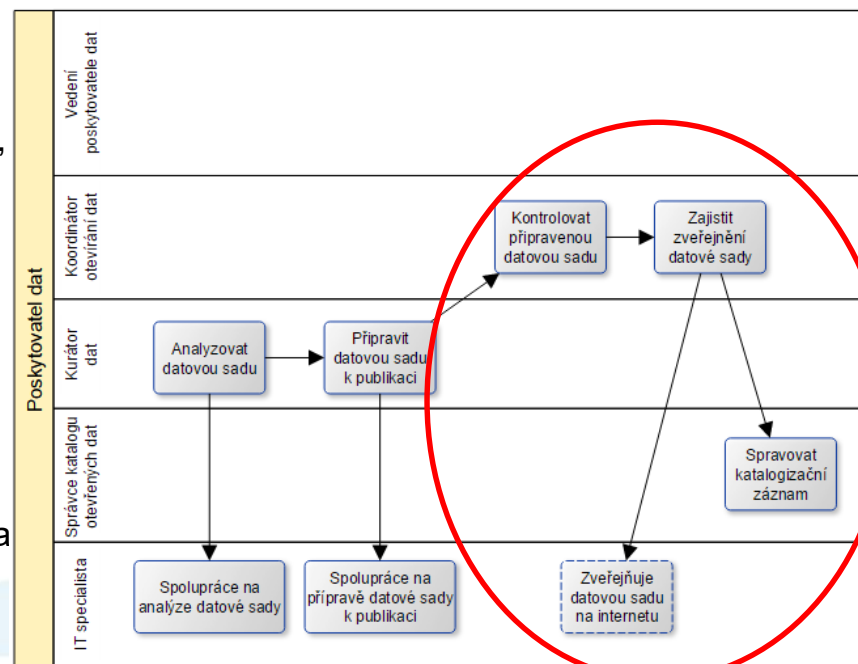 ,
a
Poskytovatel dat
Vedení
poskytovatele dat
Koordinátor
otevírání dat
Kontrolovat
připravenou
datovou sadu
Zajistit
zveřejnění
datové sady
Kurátor
dat
Analyzovat
datovou sadu
Připravit
datovou sadu
k publikaci
Správce katalogu
otevřených dat
Spravovat
katalogizační
záznam
IT specialista
Spolupráce na
analýze datové sady
Spolupráce na
přípravě datové sady
k publikaci
Zveřejňuje
datovou sadu
na internetu